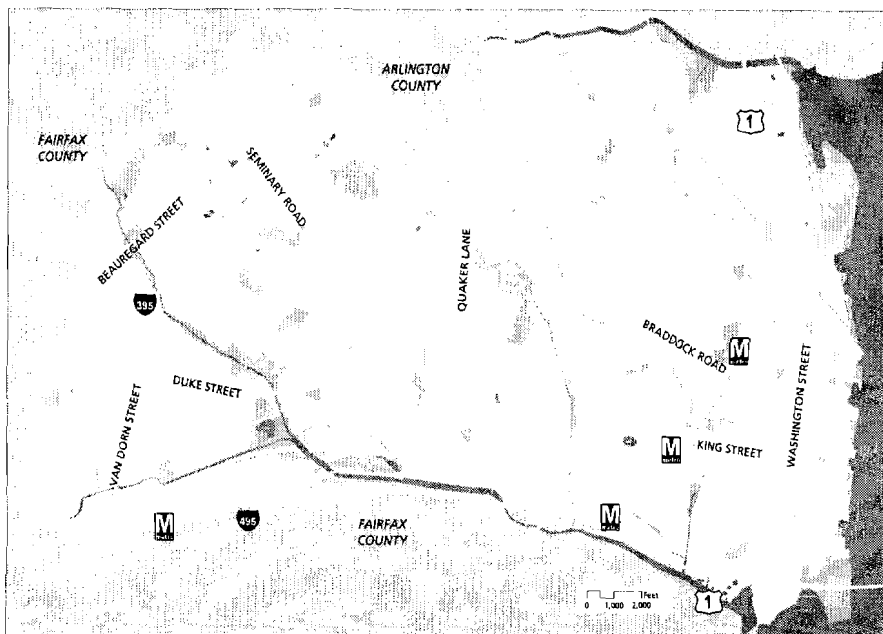 ARLINGTON
COUNTY
1
FAIRFAX
COUNTY
SEMINARY ROAD
BEAUREGARD STREET
QUAKER LANE
395
BRADDOCK ROAD
M
WASHINGTON STREET
DUKE STREET
VAN DORN STREET
M
KING STREET
M
495
FAIRFAX
COUNTY
M
Feet
0 1,000 2,000
1